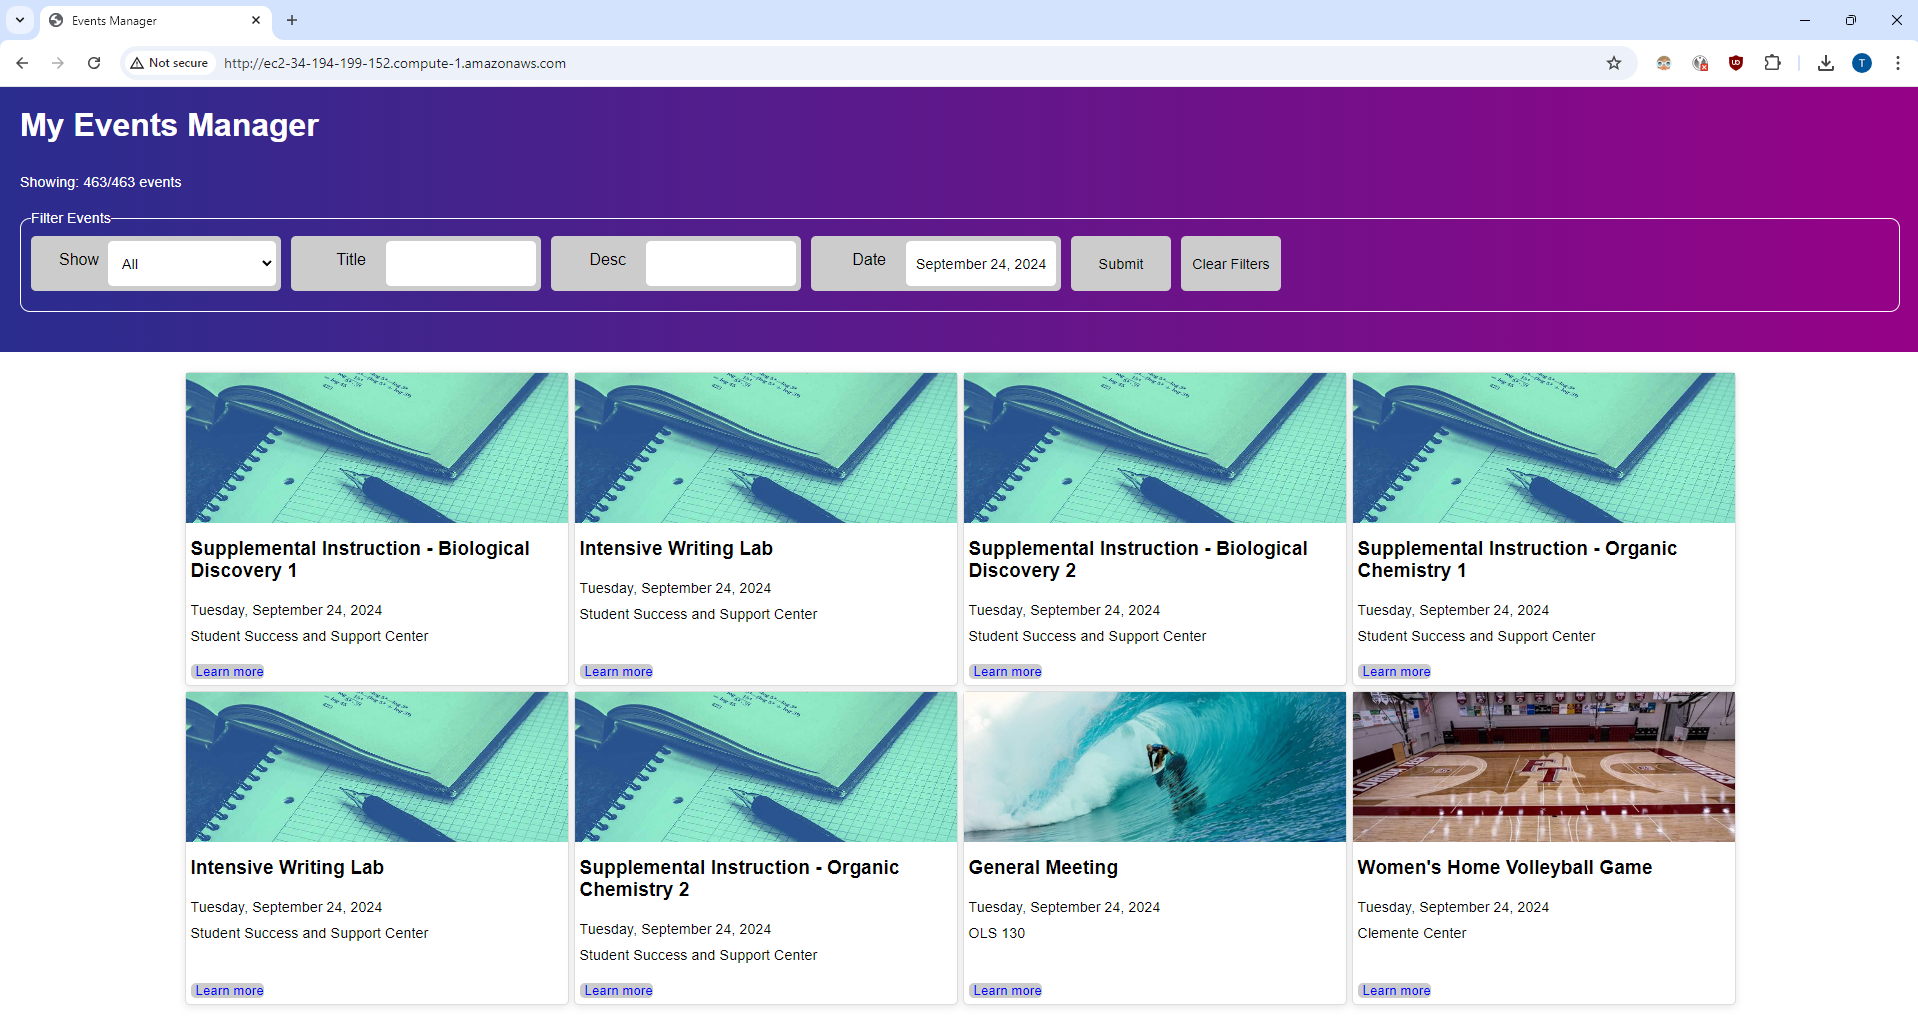 Events Manager
Not secure
http://ec2-34-194-199-152.compute-1.amazonaws.com
T
My Events Manager
Showing: 463/463 events
Filter Events
Show All Title Desc Date September 24, 2024 Submit Clear Filters
Supplemental Instruction - Biological
Discovery 1
Tuesday, September 24, 2024
Student Success and Support Center
Learn more
Intensive Writing Lab
Tuesday, September 24, 2024
Student Success and Support Center
Learn more
Supplemental Instruction - Biological
Discovery 2
Tuesday, September 24, 2024
Student Success and Support Center
Learn more
Supplemental Instruction - Organic
Chemistry 1
Tuesday, September 24, 2024
Student Success and Support Center
Learn more
Intensive Writing Lab
Tuesday, September 24, 2024
Student Success and Support Center
Learn more
Supplemental Instruction - Organic
Chemistry 2
Tuesday, September 24, 2024
Student Success and Support Center
Learn more
General Meeting
Tuesday, September 24, 2024
OLS 130
Learn more
Women's Home Volleyball Game
Tuesday, September 24, 2024
Clemente Center
Learn more